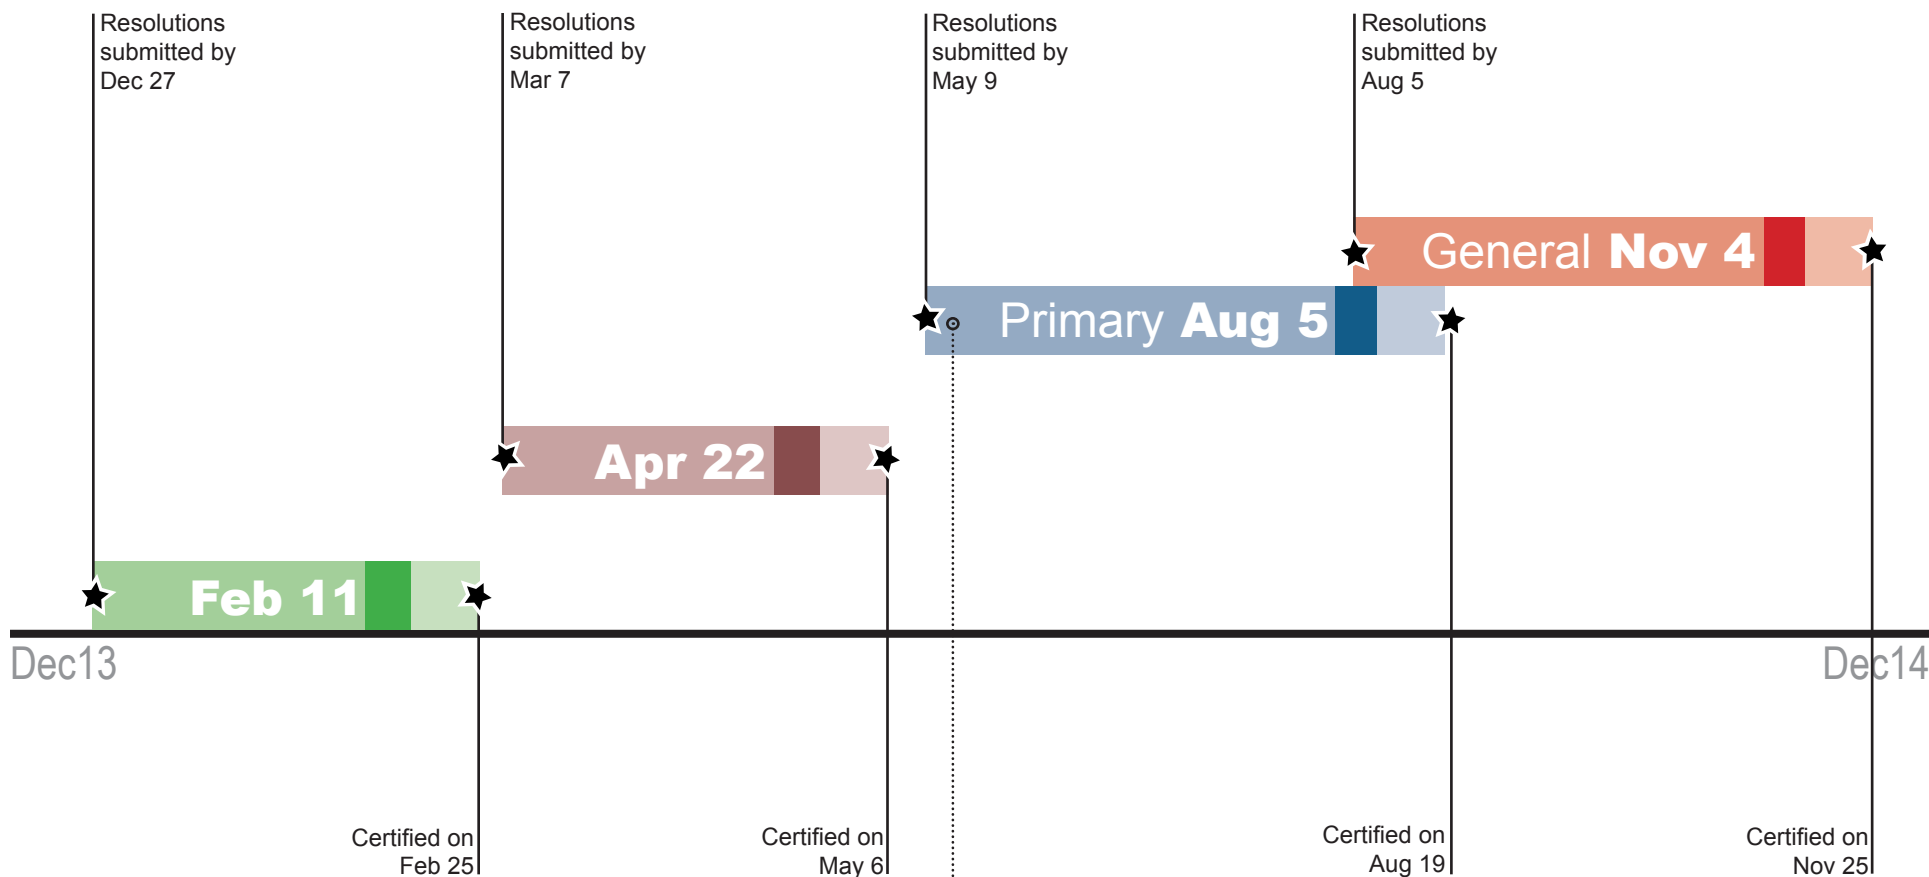 Resolutions
submitted by
Dec 27
Resolutions
submitted by
Mar 7
Resolutions
submitted by
May 9
Resolutions
submitted by
Aug 5
General Nov 4
Primary Aug 5
Apr 22
Feb 11
Dec13
Dec14
Certified on
Feb 25
Certified on
May 6
Certified on
Aug 19
Certified on
Nov 25